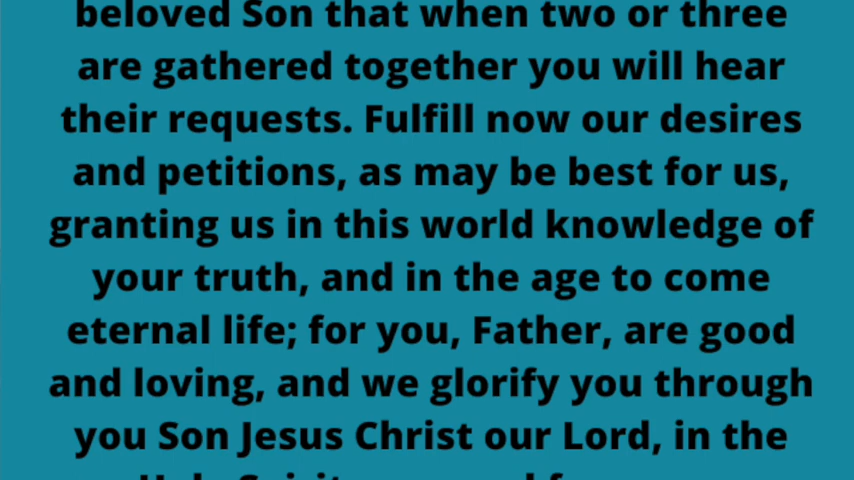 beloved Son that when two or three
are gathered together you will hear
their requests. Fulfill now our desires
and petitions, as may be best for us,
granting us in this world knowledge of
your truth, and in the age to come
eternal life; for you, Father, are good
and loving, and we glorify you through
you Son Jesus Christ our Lord, in the
Holy Spirit